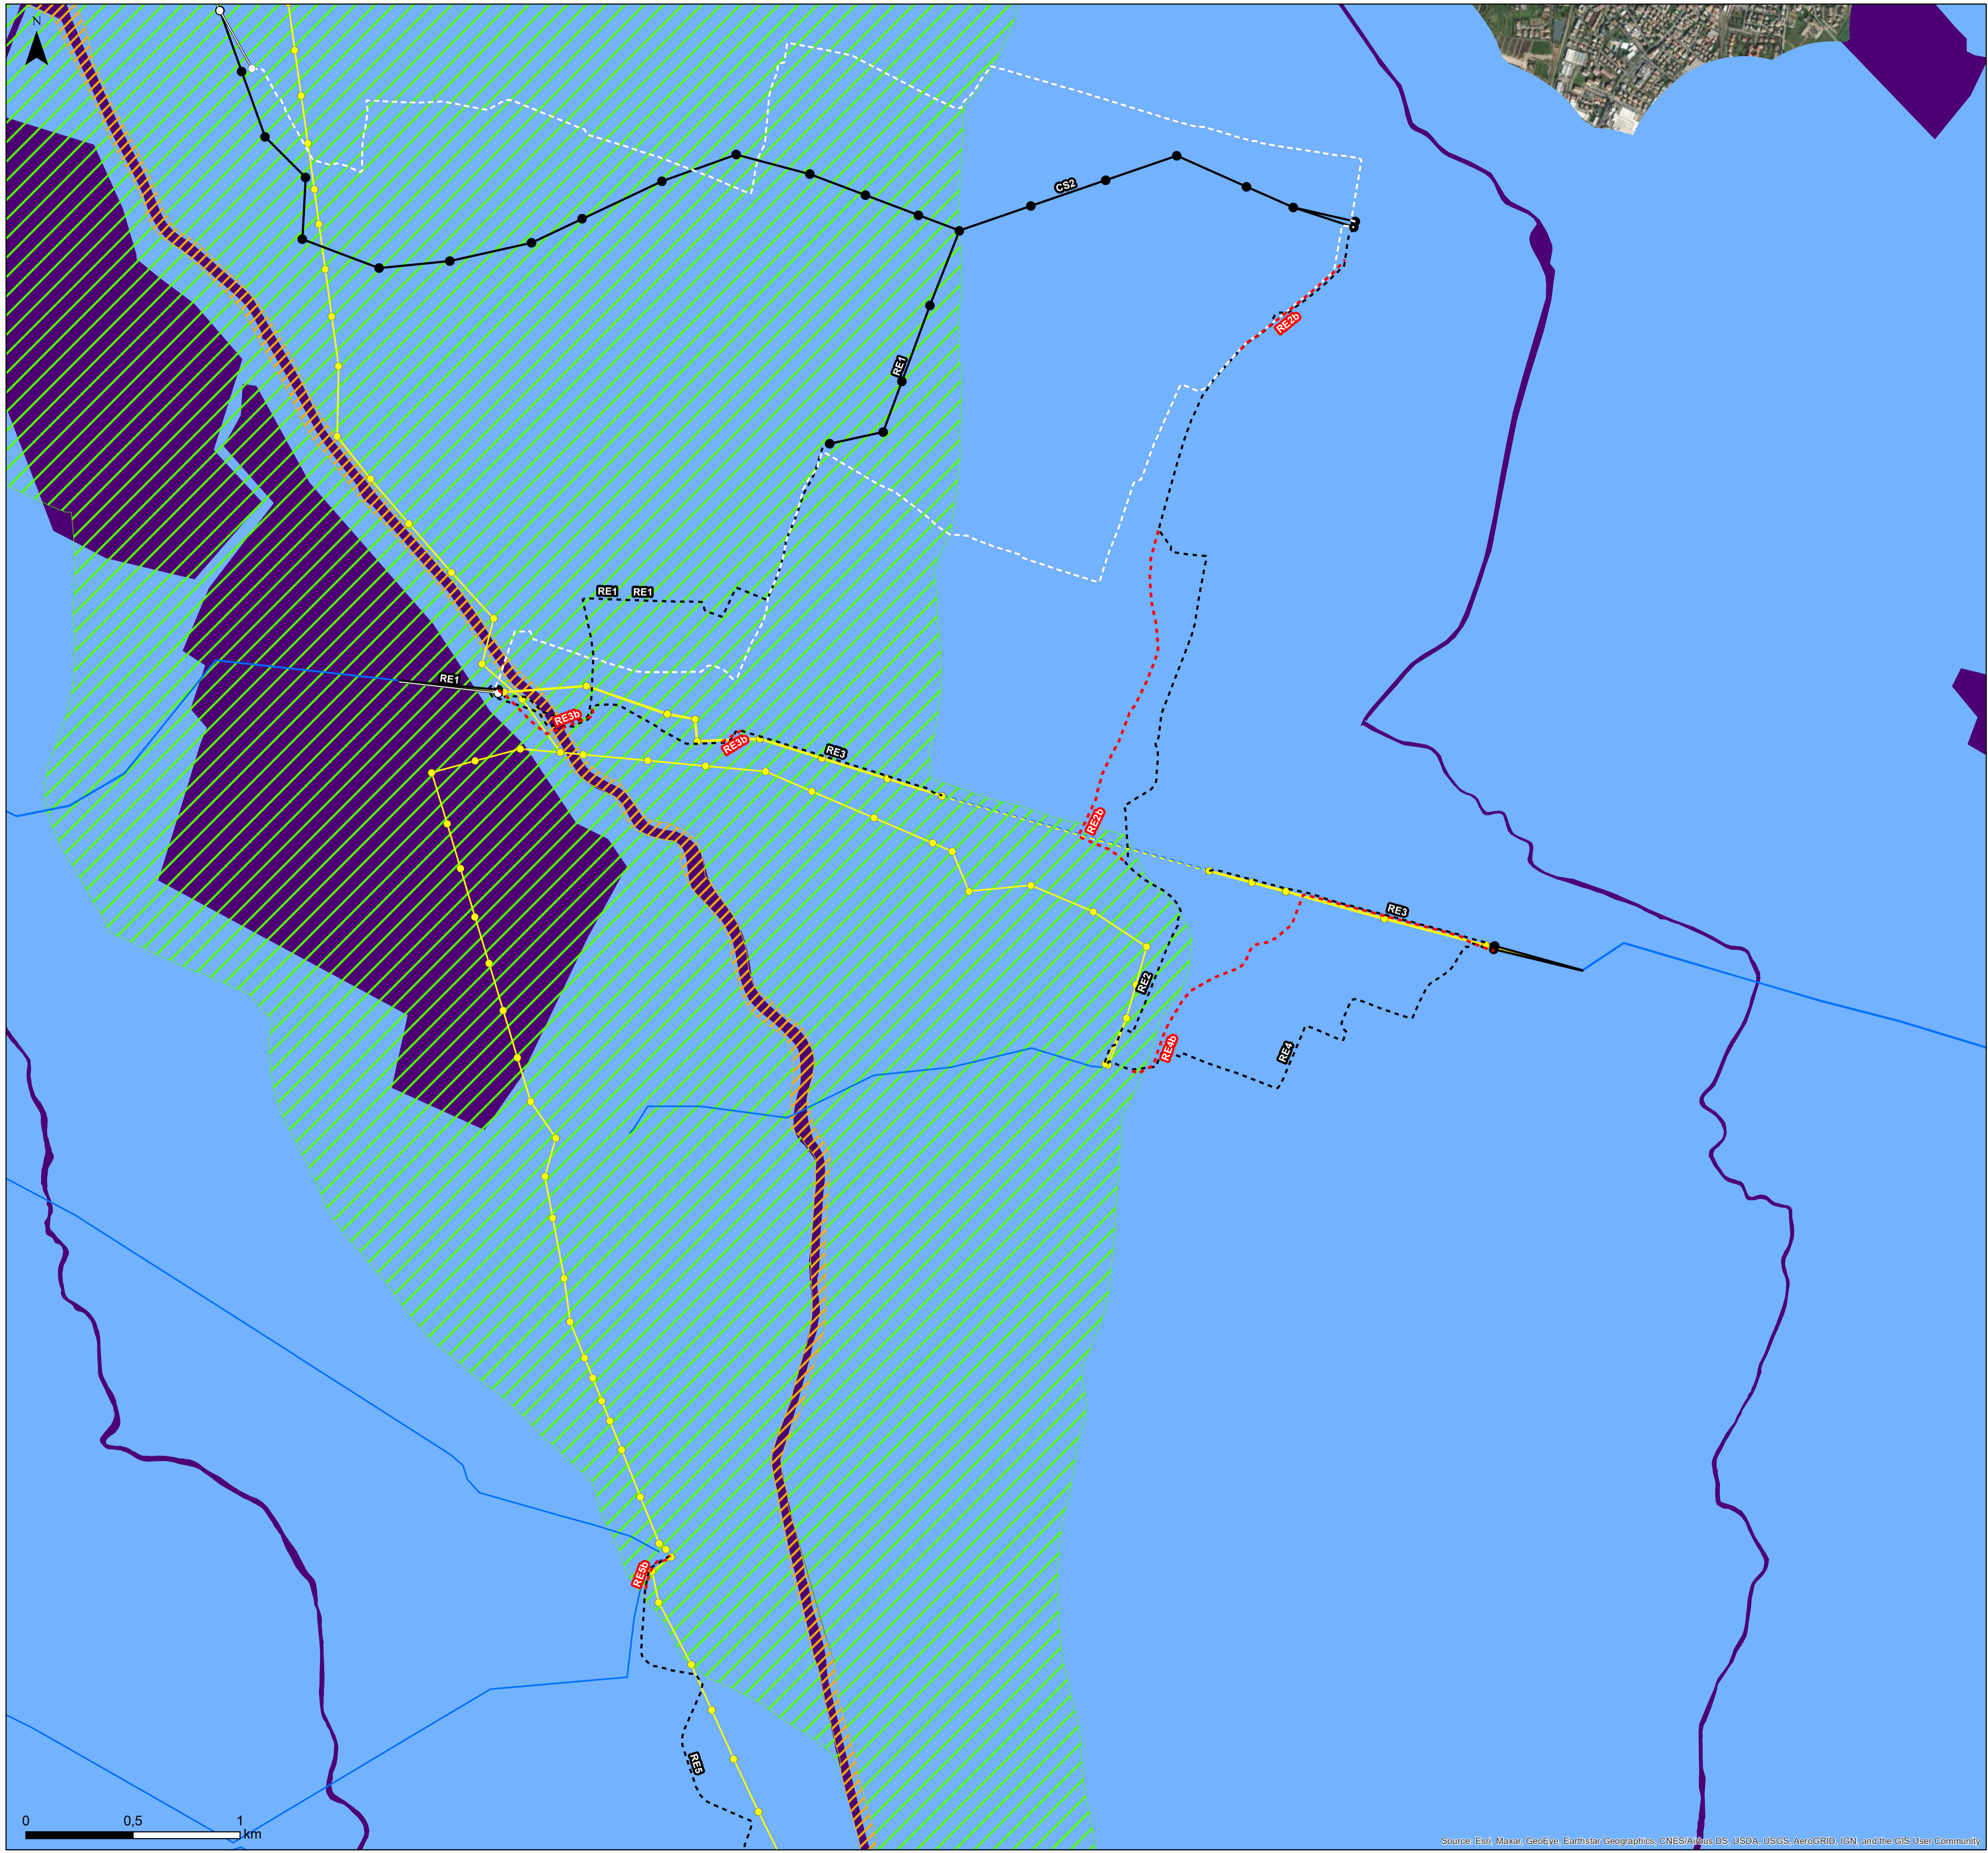 N
CS2
RE2b
RE1
RE1 RE1
RE1
RE3b
RE3b
RE3
RE2b
RE3
RE2
RE4b
RE4
RE5b
RE5
0 0,5 1
km
Source: Esri, Maxar, GeoEye, Earthstar Geographics, CNES/Airbus DS, USDA, USGS, AeroGRID, IGN, and the GIS User Community